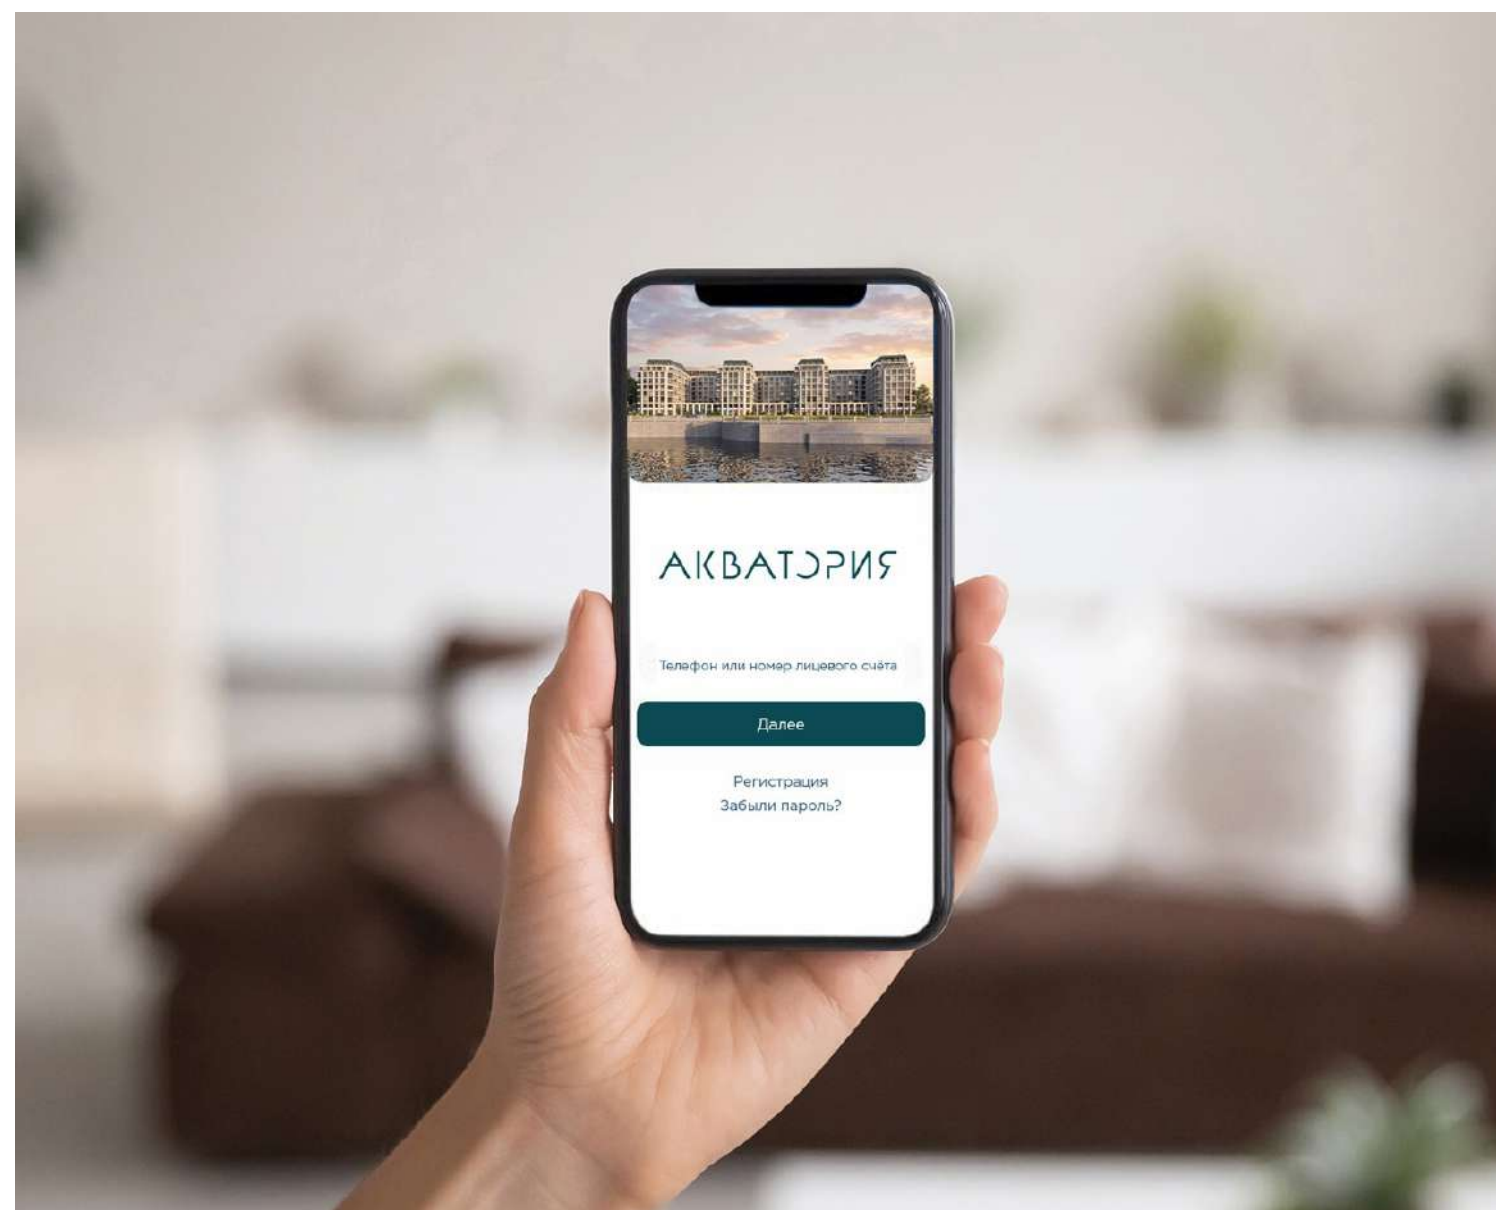 АКВАТОРИЯ
Телефон или номер лицевого счёта
Далее
Регистрация
Забыли пароль?